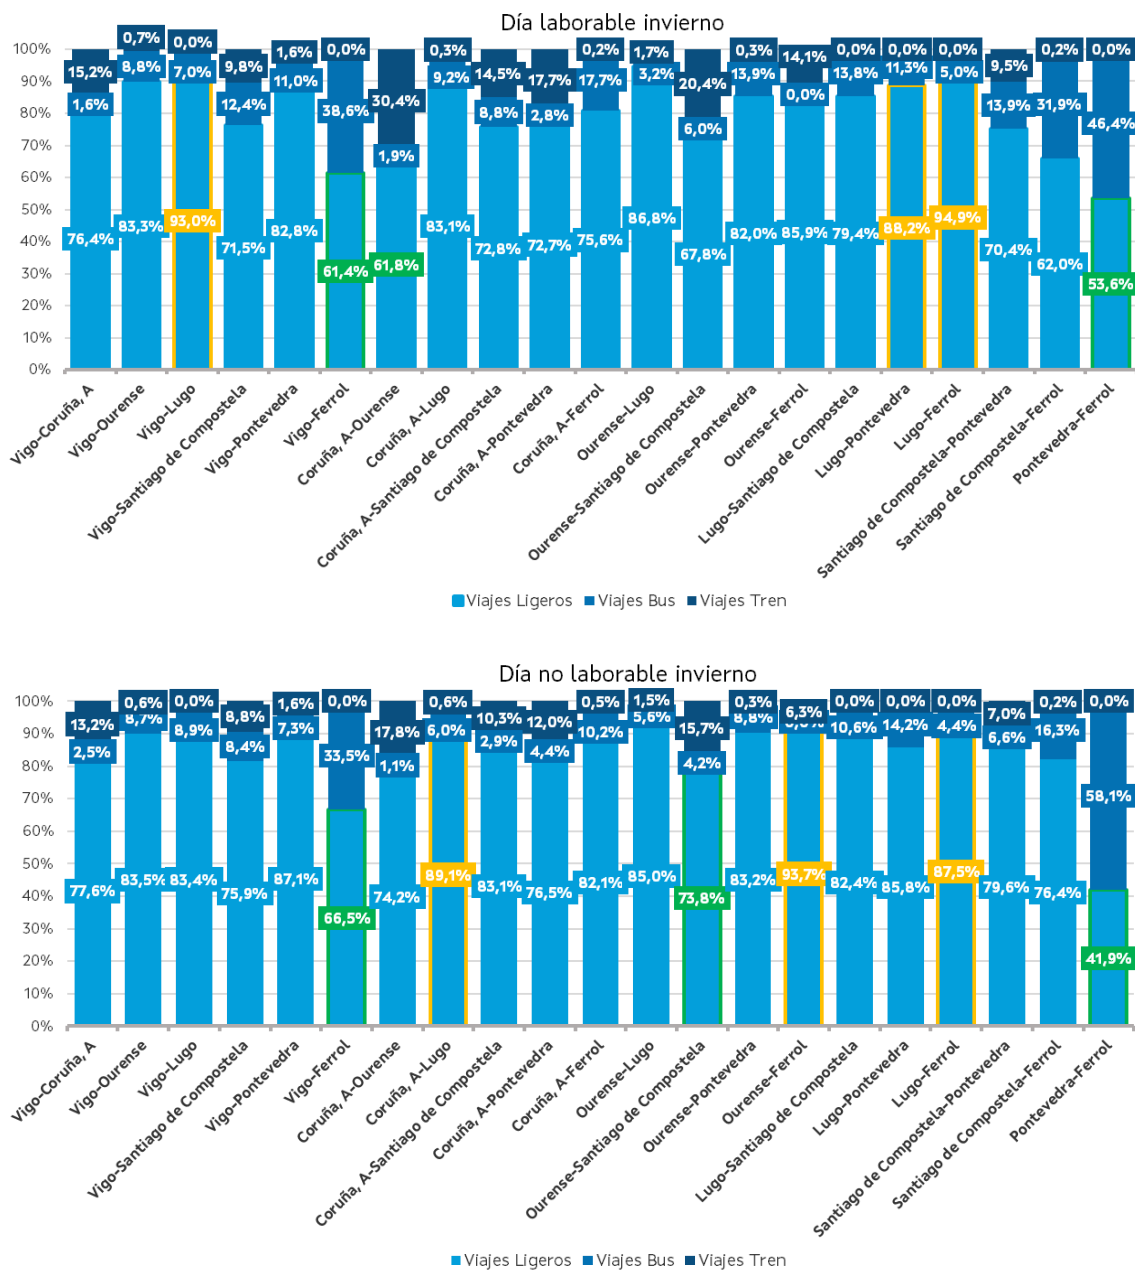 Día laborable invierno
100%
90%
80%
70%
60%
50%
40%
30%
20%
10%
0%
15,2% 0,7% 0,0% 9,8% 1,6% 0,0% 30,4% 0,3% 14,5% 17,7% 0,2% 1,7% 20,4% 0,3% 14,1% 0,0% 0,0% 0,0% 9,5% 0,2% 0,0%
1,6% 8,8% 7,0% 12,4% 11,0% 38,6% 1,9% 9,2% 8,8% 2,8% 17,7% 3,2% 6,0% 13,9% 0,0% 13,8% 11,3% 5,0% 13,9% 31,9% 46,4%
76,4% 83,3% 93,0% 71,5% 82,8% 61,4% 61,8% 83,1% 72,8% 72,7% 75,6% 86,8% 67,8% 82,0% 85,9% 79,4% 88,2% 94,9% 70,4% 62,0% 53,6%
Vigo-Coruña, A
Vigo-Ourense
Vigo-Lugo
Vigo-Santiago de Compostela
Vigo-Pontevedra
Vigo-Ferrol
Coruña, A-Ourense
Coruña, A-Lugo
Coruña, A-Santiago de Compostela
Coruña, A-Pontevedra
Coruña, A-Ferrol
Ourense-Lugo
Ourense-Santiago de Compostela
Ourense-Pontevedra
Ourense-Ferrol
Lugo-Santiago de Compostela
Lugo-Pontevedra
Lugo-Ferrol
Santiago de Compostela-Pontevedra
Santiago de Compostela-Ferrol
Pontevedra-Ferrol
Viajes Ligeros Viajes Bus Viajes Tren
Día no laborable invierno
100%
90%
80%
70%
60%
50%
40%
30%
20%
10%
0%
13,2% 0,6% 0,0% 8,8% 1,6% 0,0% 17,8% 0,6% 10,3% 12,0% 0,5% 1,5% 15,7% 0,3% 6,3% 0,0% 0,0% 0,0% 7,0% 0,2% 0,0%
2,5% 8,7% 8,9% 8,4% 7,3% 33,5% 1,1% 6,0% 2,9% 4,4% 10,2% 5,6% 4,2% 10,6% 14,2% 4,4% 6,6% 16,3% 58,1%
77,6% 83,5% 83,4% 75,9% 87,1% 66,5% 74,2% 89,1% 83,1% 76,5% 82,1% 85,0% 73,8% 83,2% 93,7% 82,4% 85,8% 87,5% 79,6% 76,4% 41,9%
Vigo-Coruña, A
Vigo-Ourense
Vigo-Lugo
Vigo-Santiago de Compostela
Vigo-Pontevedra
Vigo-Ferrol
Coruña, A-Ourense
Coruña, A-Lugo
Coruña, A-Santiago de Compostela
Coruña, A-Pontevedra
Coruña, A-Ferrol
Ourense-Lugo
Ourense-Santiago de Compostela
Ourense-Pontevedra
Ourense-Ferrol
Lugo-Santiago de Compostela
Lugo-Pontevedra
Lugo-Ferrol
Santiago de Compostela-Pontevedra
Santiago de Compostela-Ferrol
Pontevedra-Ferrol
Viajes Ligeros Viajes Bus Viajes Tren